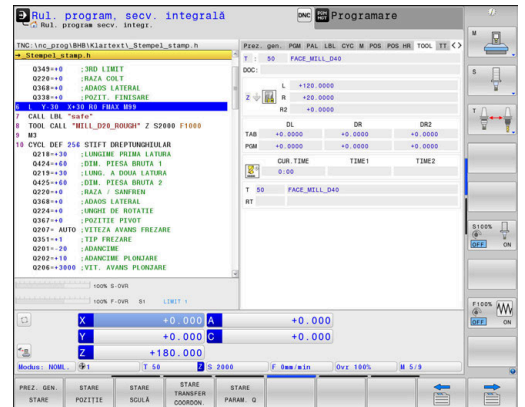 Rul. program, secv. integrală
Rul. program secv. integr.
DNC
Programare
TNC:\nc_prog\BHB\Klartext\_Stempel_stamp.h
→_Stempel_stamp.h
Q349=+0 ;3RD LIMIT
Q220=+0 ;RAZA COLT
Q368=+0 ;ADAOS LATERAL
Q338=+0 ;POZIT. FINISARE
6 L Y-30 X+30 R0 FMAX M99
7 CALL LBL "safe"
8 TOOL CALL "MILL_D20_ROUGH" Z S2000 F1000
9 M3
10 CYCL DEF 256 STIFT DREPTUNGHIULAR
Q218=+30 ;LUNGIME PRIMA LATURA
Q424=+60 ;DIM. PIESA BRUTA 1
Q219=+30 ;LUNG. A DOUA LATURA
Q425=+60 ;DIM. PIESA BRUTA 2
Q220=+0 ;RAZA / SANFREN
Q368=+0 ;ADAOS LATERAL
Q224=+0 ;UNGHI DE ROTATIE
Q367=+0 ;POZITIE PIVOT
Q207= AUTO ;VITEZA AVANS FREZARE
Q351=+1 ;TIP FREZARE
Q201=-20 ;ADANCIME
Q202=+10 ;ADANCIME PLONJARE
Q206=+3000 ;VIT. AVANS PLONJARE
100% S-OVR
100% F-OVR S1 LIMIT 1
Prez. gen. PGM PAL LBL CYC M POS POS HR TOOL TT
T : 50 FACE_MILL_D40
DOC:
L +120.0000
Z R +20.0000
R2 +0.0000
DL DR DR2
TAB +0.0000 +0.0000 +0.0000
PGM +0.0000 +0.0000 +0.0000
CUR.TIME TIME1 TIME2
0:00
T 50 FACE_MILL_D40
RT
X +0.000 A +0.000
Y +0.000 C +0.000
Z +180.000
Modus: NOML. 1 T 50 Z S 2000 F 0mm/min Ovr 100% M 5/9
M
S
T
S100%
OFF ON
F100%
OFF ON
PREZ. GEN. STARE
STARE POZIŢIE
STARE SCULĂ
STARE TRANSFER COORDON.
STARE PARAM. Q